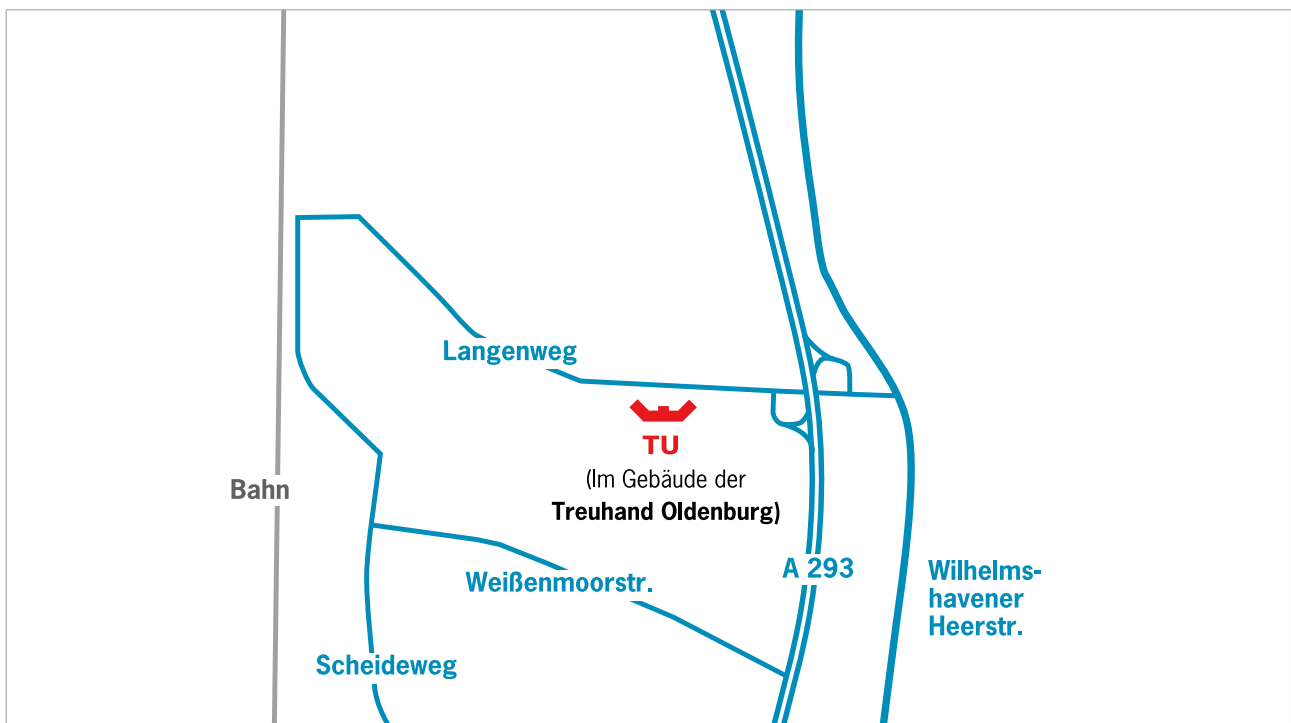 Langenweg
TU
(Im Gebäude der
Treuhand Oldenburg)
Bahn
A 293
Wilhelms-
havener
Heerstr.
Weißenmoorstr.
Scheideweg